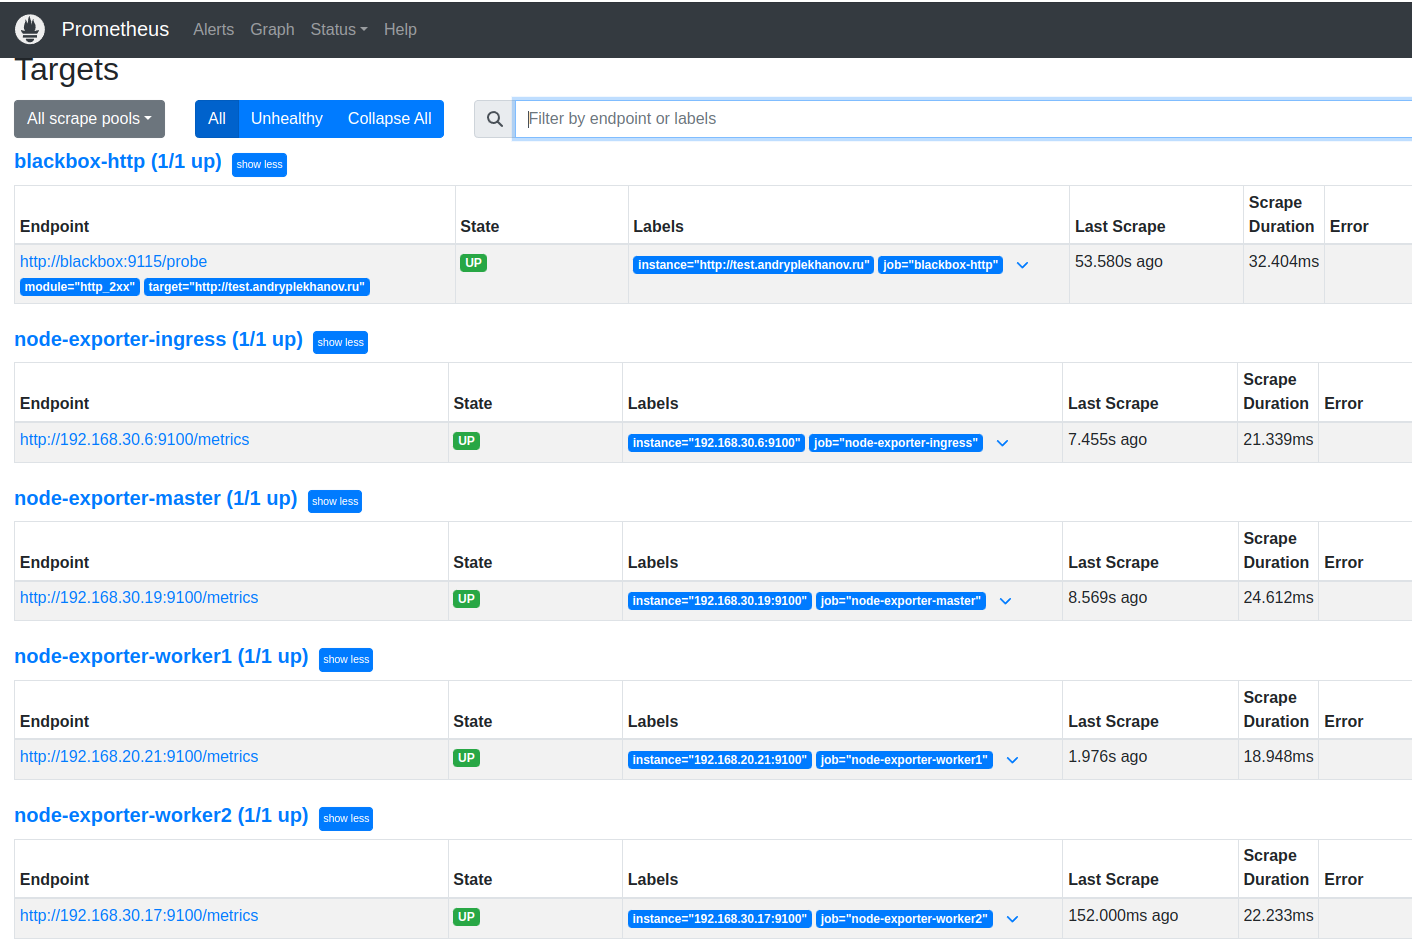 Prometheus Alerts Graph Status Help
Targets
All scrape pools All Unhealthy Collapse All Filter by endpoint or labels
blackbox-http (1/1 up) show less
Endpoint State Labels Last Scrape Scrape Duration Error
http://blackbox:9115/probe UP instance="http://test.andryplekhanov.ru" job="blackbox-http" 53.580s ago 32.404ms
module="http_2xx" target="http://test.andryplekhanov.ru"
node-exporter-ingress (1/1 up) show less
Endpoint State Labels Last Scrape Scrape Duration Error
http://192.168.30.6:9100/metrics UP instance="192.168.30.6:9100" job="node-exporter-ingress" 7.455s ago 21.339ms
node-exporter-master (1/1 up) show less
Endpoint State Labels Last Scrape Scrape Duration Error
http://192.168.30.19:9100/metrics UP instance="192.168.30.19:9100" job="node-exporter-master" 8.569s ago 24.612ms
node-exporter-worker1 (1/1 up) show less
Endpoint State Labels Last Scrape Scrape Duration Error
http://192.168.20.21:9100/metrics UP instance="192.168.20.21:9100" job="node-exporter-worker1" 1.976s ago 18.948ms
node-exporter-worker2 (1/1 up) show less
Endpoint State Labels Last Scrape Scrape Duration Error
http://192.168.30.17:9100/metrics UP instance="192.168.30.17:9100" job="node-exporter-worker2" 152.000ms ago 22.233ms